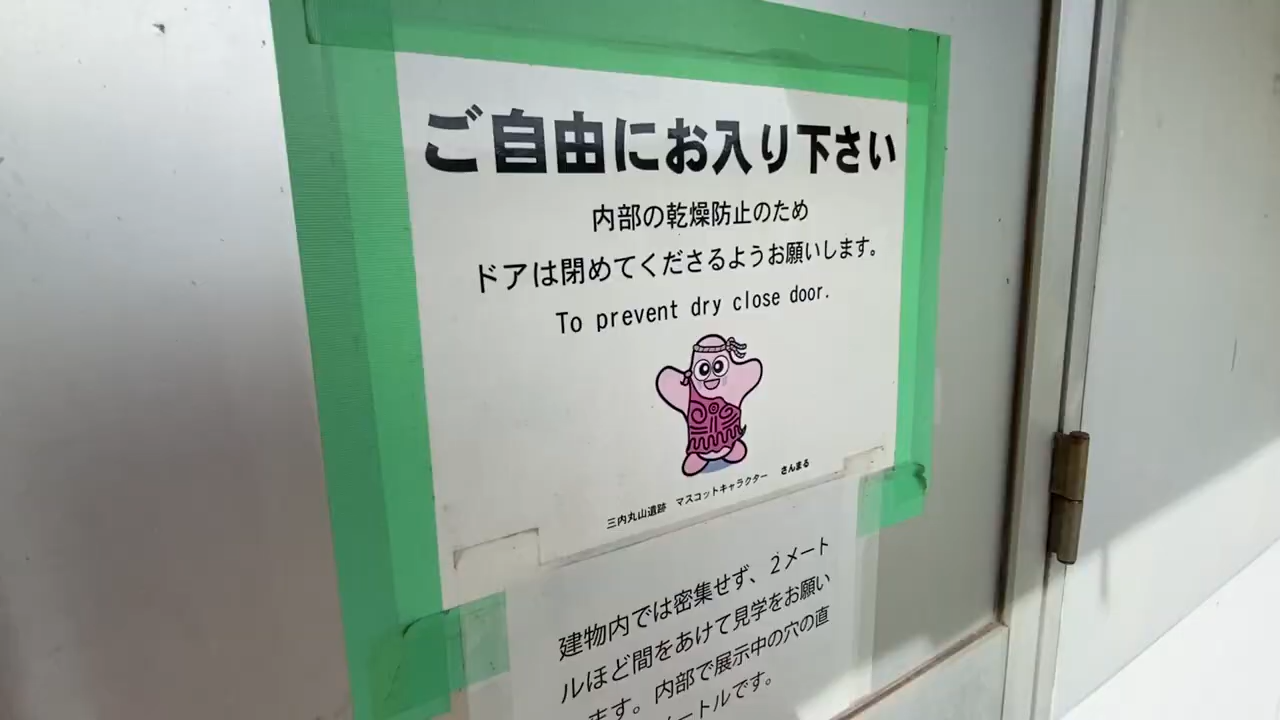 ご自由にお入り下さい
内部の乾燥防止のため
ドアは閉めてくださるようお願いします。
To prevent dry close door.
三内丸山遺跡 マスコットキャラクター さんまる
建物内では密集せず、2メート
ルほど間をあけて見学をお願い
ます。内部で展示中の穴の直
ートルです。